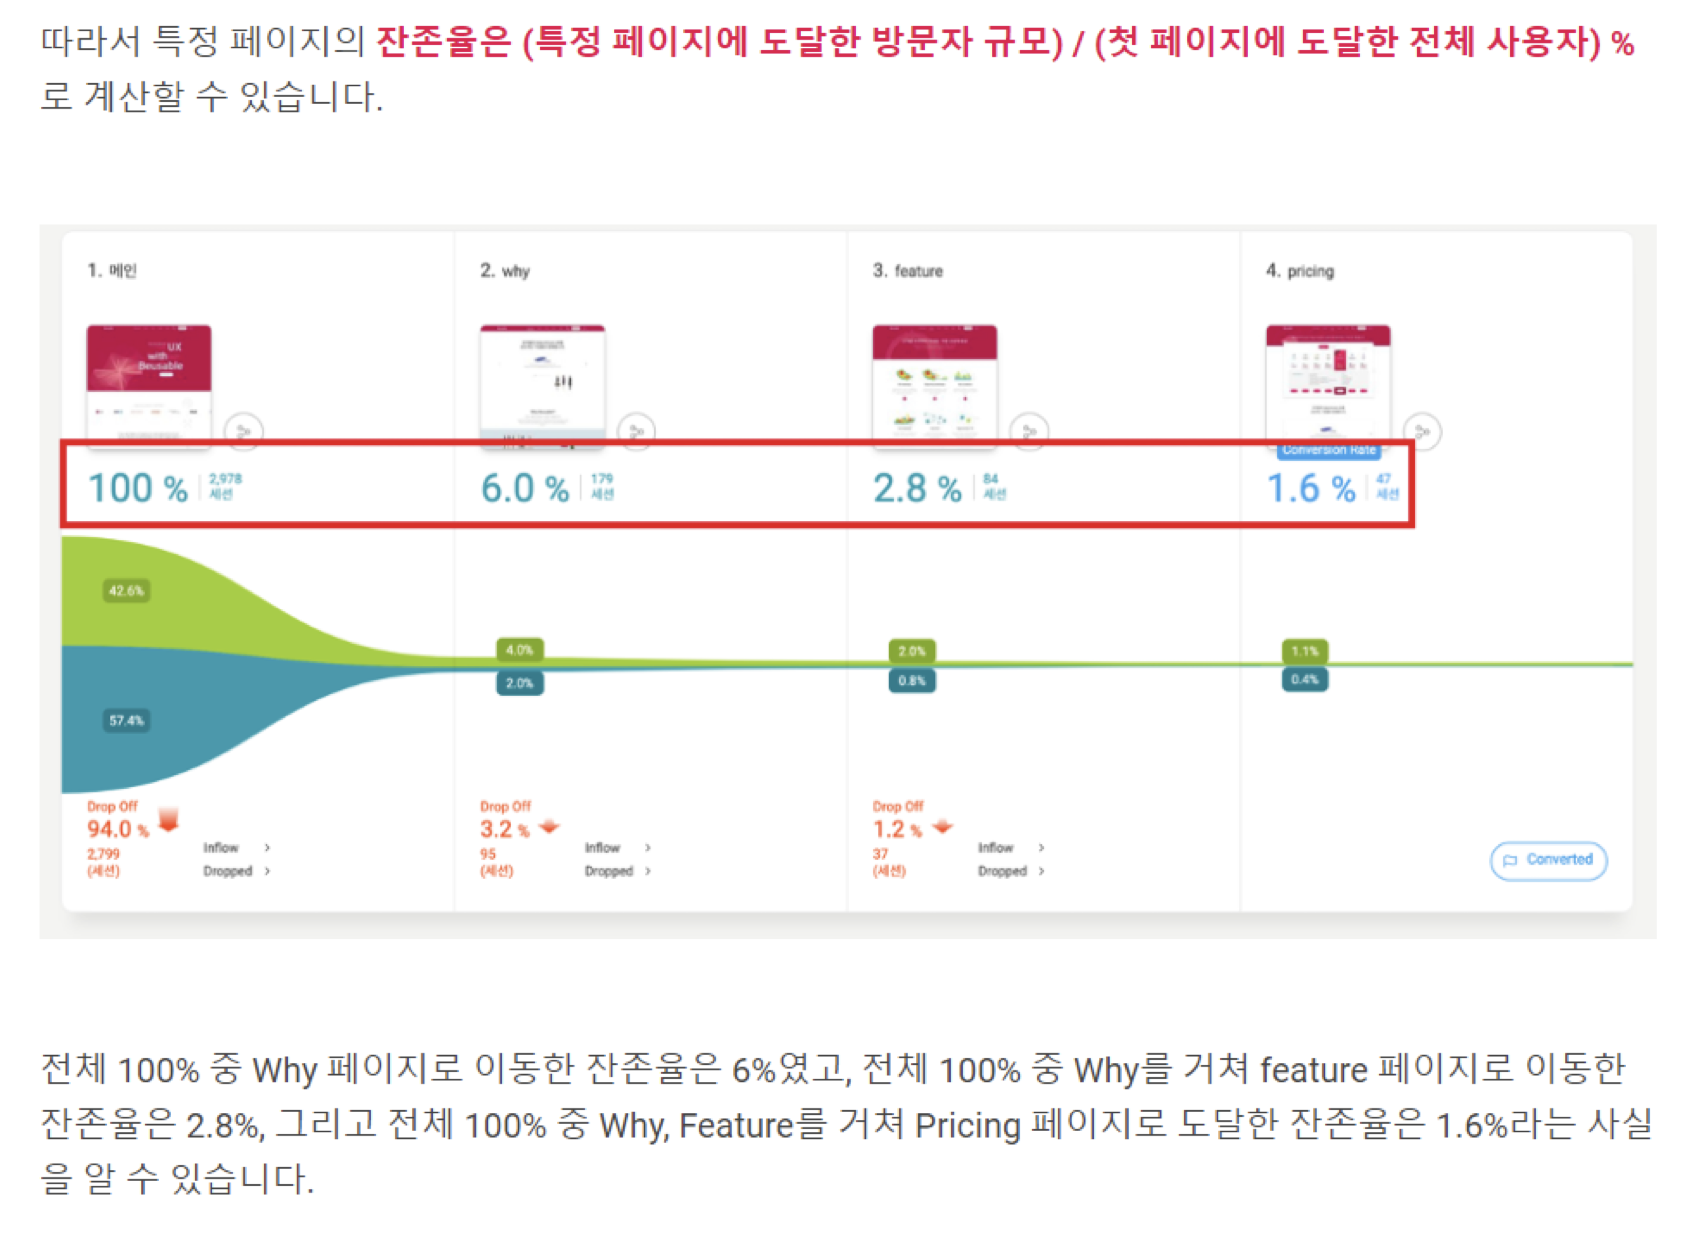 따라서 특정 페이지의 잔존율은 (특정 페이지에 도달한 방문자 규모) / (첫 페이지에 도달한 전체 사용자) %
로 계산할 수 있습니다.
1. 메인
2. why
3. feature
4. pricing
UX
with
Beusable
Conversion Rate
100 % 2,978 세션
6.0 % 179 세션
2.8 % 84 세션
1.6 % 47 세션
42.6%
4.0%
2.0%
1.1%
57.4%
2.0%
0.8%
0.4%
Drop Off
94.0 %
2,799
(세션)
Inflow >
Dropped >
Drop Off
3.2 %
95
(세션)
Inflow >
Dropped >
Drop Off
1.2 %
37
(세션)
Inflow >
Dropped >
Converted
전체 100% 중 Why 페이지로 이동한 잔존율은 6%였고, 전체 100% 중 Why를 거쳐 feature 페이지로 이동한
잔존율은 2.8%, 그리고 전체 100% 중 Why, Feature를 거쳐 Pricing 페이지로 도달한 잔존율은 1.6%라는 사실
을 알 수 있습니다.